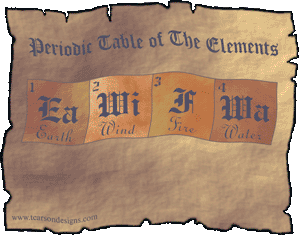 Periodic Table of The Elements
1 2 3 4
Ea Wi F Wa
Earth Wind Fire Water
www.tcarsondesigns.com